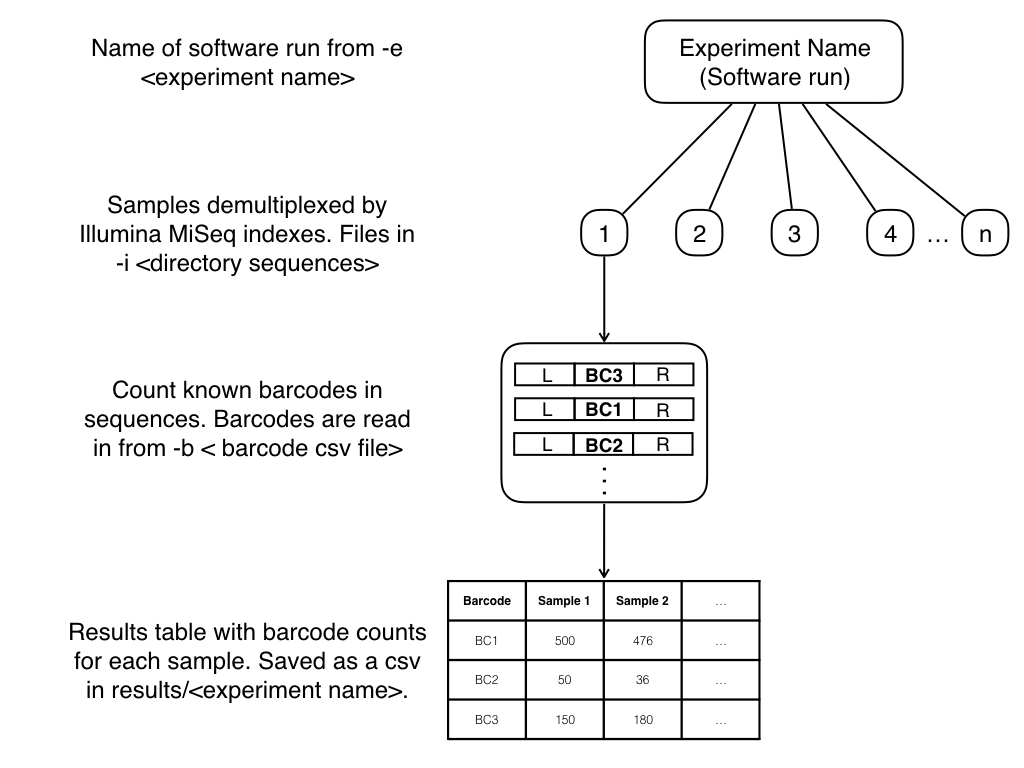 Name of software run from -e
<experiment name>
Experiment Name
(Software run)
Samples demultiplexed by
Illumina MiSeq indexes. Files in
-i <directory sequences>
1 2 3 4 ... n
Count known barcodes in
sequences. Barcodes are read
in from -b < barcode csv file>
L BC3 R
L BC1 R
L BC2 R
⋮
Results table with barcode counts
for each sample. Saved as a csv
in results/<experiment name>.
Barcode Sample 1 Sample 2 ...
BC1 500 476 ...
BC2 50 36 ...
BC3 150 180 ...